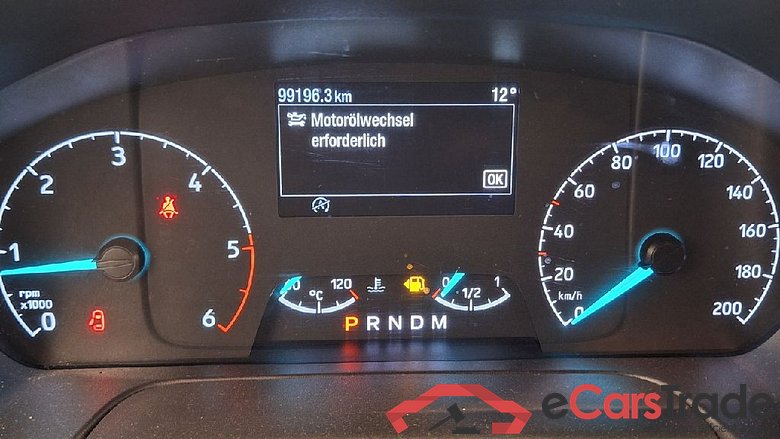 99196.3 km 12°
Motorölwechsel
erforderlich
OK
0 1 2 3 4 5 6
rpm
x1000
120
°C
0 1/2 1
P R N D M
0 20 40 60 80 100 120 140 160 180 200
km/h
eCarsTrade